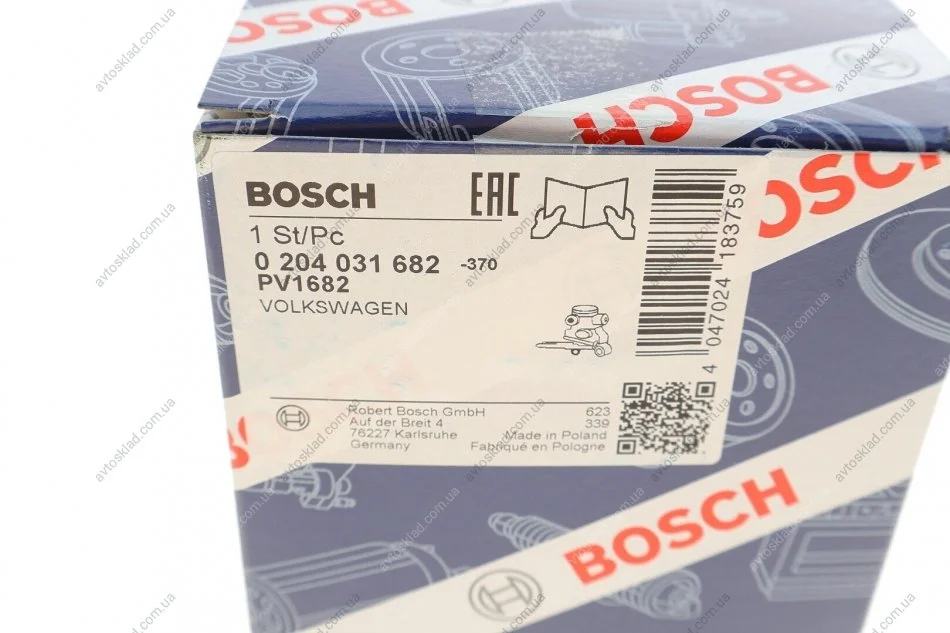 BOSCH
BOSCH
BOSCH
BOSCH EAC
1 St/Pc
0 204 031 682 -370
PV1682
VOLKSWAGEN
4 047024 183759
Robert Bosch GmbH
Auf der Breit 4
76227 Karlsruhe
Germany
623
339
Made in Poland
Fabriqué en Pologne
BOSCH
avtosklad.com.ua